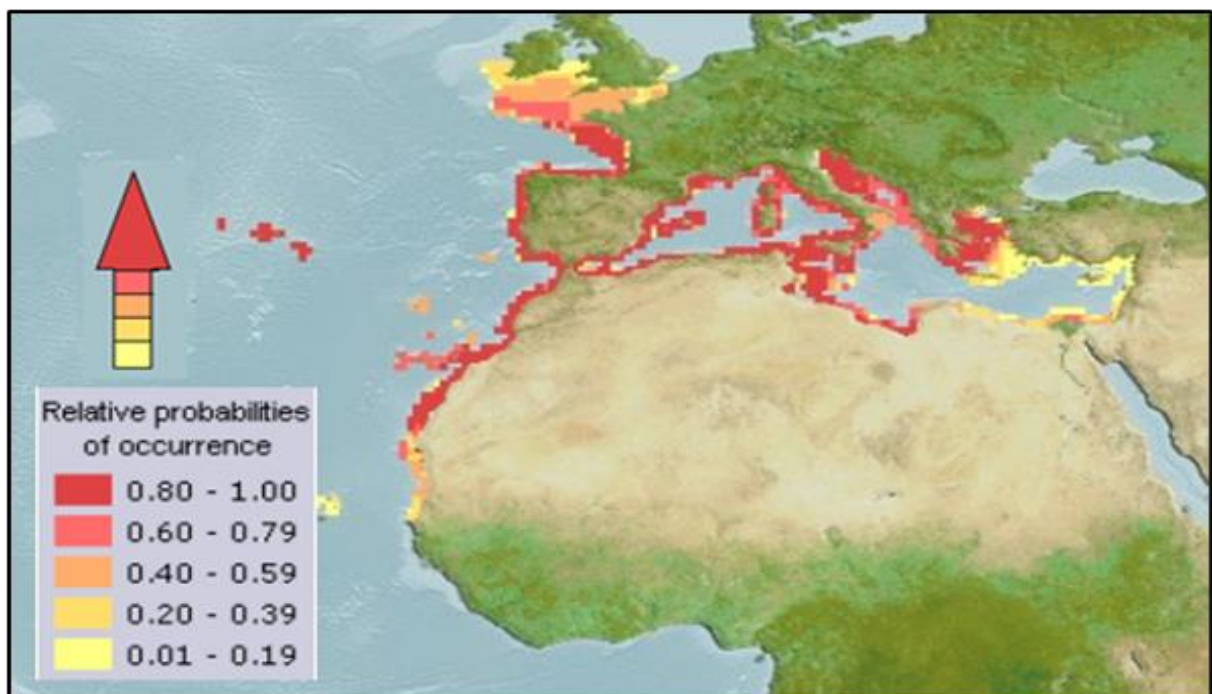 Relative probabilities
of occurrence
0.80 - 1.00
0.60 - 0.79
0.40 - 0.59
0.20 - 0.39
0.01 - 0.19